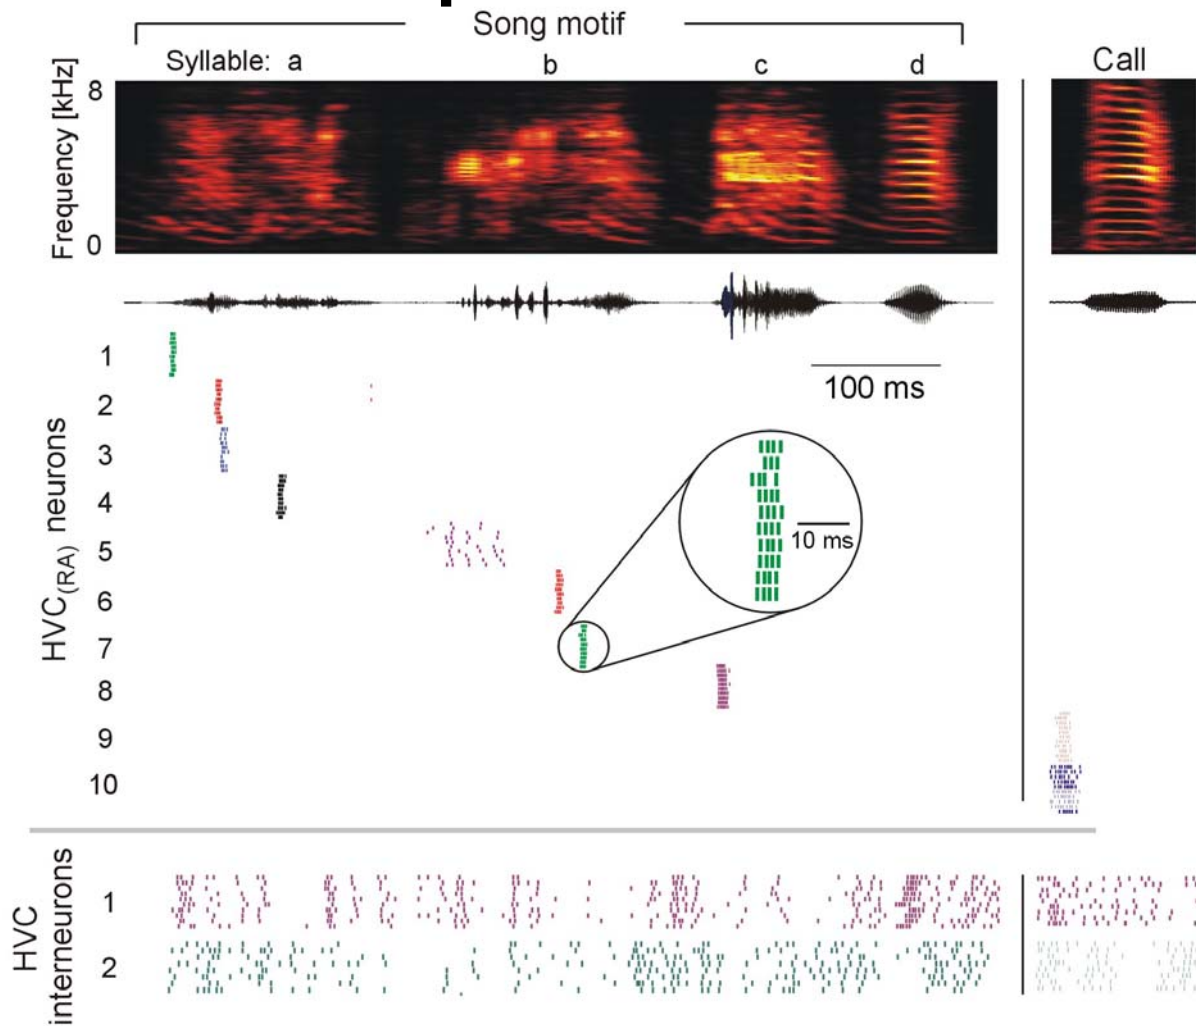 Song motif
Syllable: a b c d Call
Frequency [kHz]
8
0
100 ms
HVC(RA) neurons
1
2
3
4
5
6
7
8
9
10
10 ms
HVC
interneurons
1
2